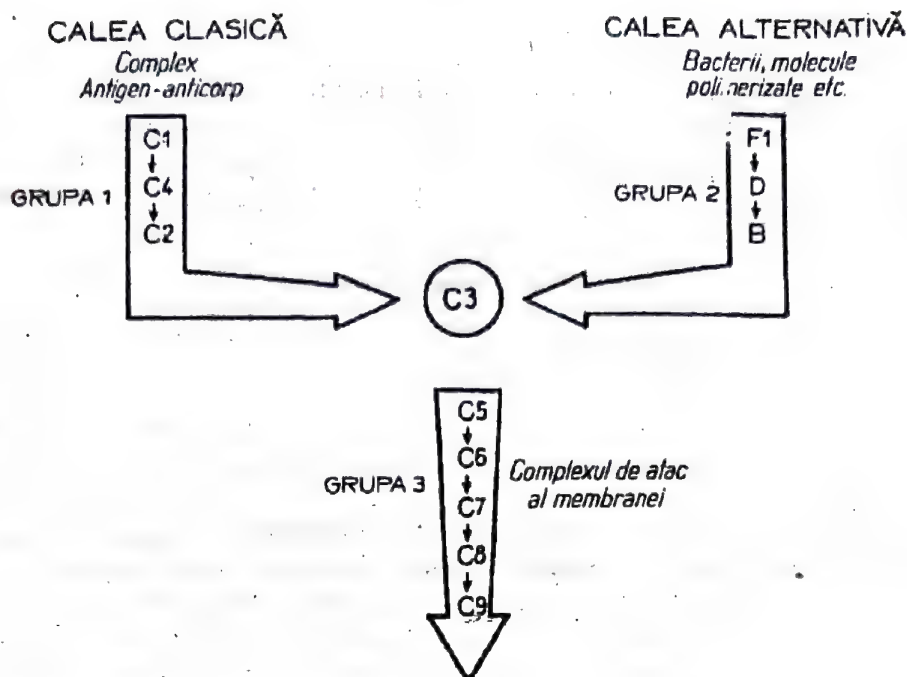 CALEA CLASICĂ
Complex
Antigen-anticorp
GRUPA 1
C1
C4
C2
CALEA ALTERNATIVĂ
Bacterii, molecule
polimerizate etc.
GRUPA 2
F1
D
B
C3
GRUPA 3
C5
C6
C7
C8
C9
Complexul de atac
al membranei